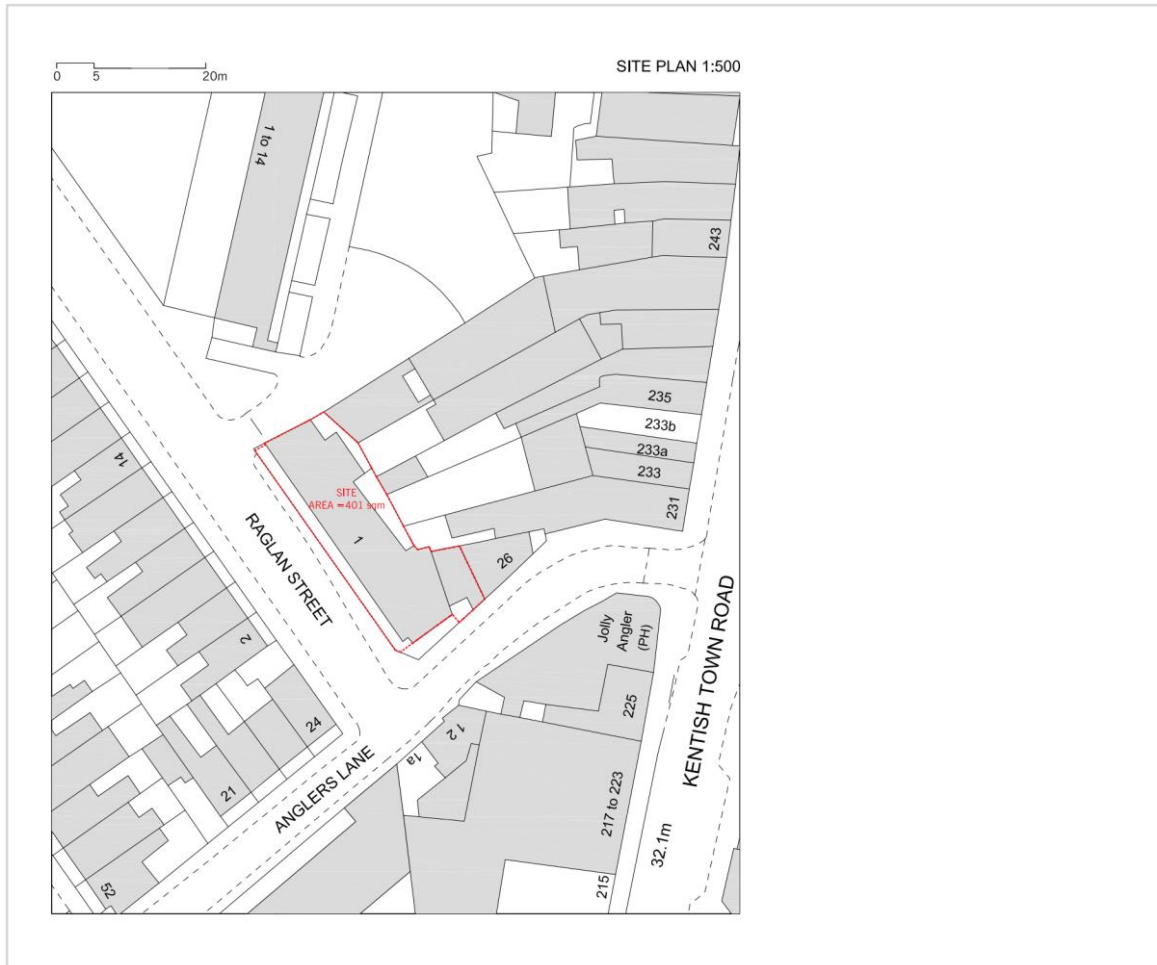 0 5 20m
SITE PLAN 1:500
1 to 14
243
235
233b
233a
233
231
14
SITE
AREA =401 sqm
1
RAGLAN STREET
26
2
Jolly
Angler
(PH)
225
24
21
12
1a
ANGLERS LANE
KENTISH TOWN ROAD
217 to 223
32.1m
215
52